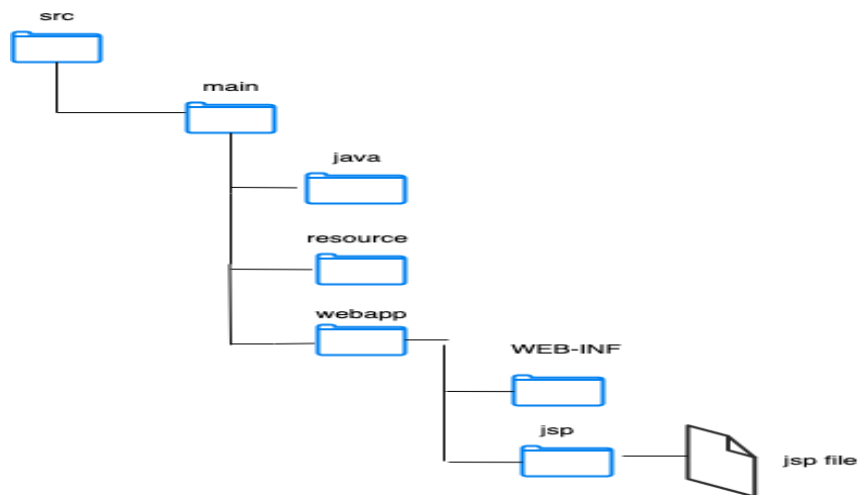 src
main
java
resource
webapp
WEB-INF
jsp
jsp file